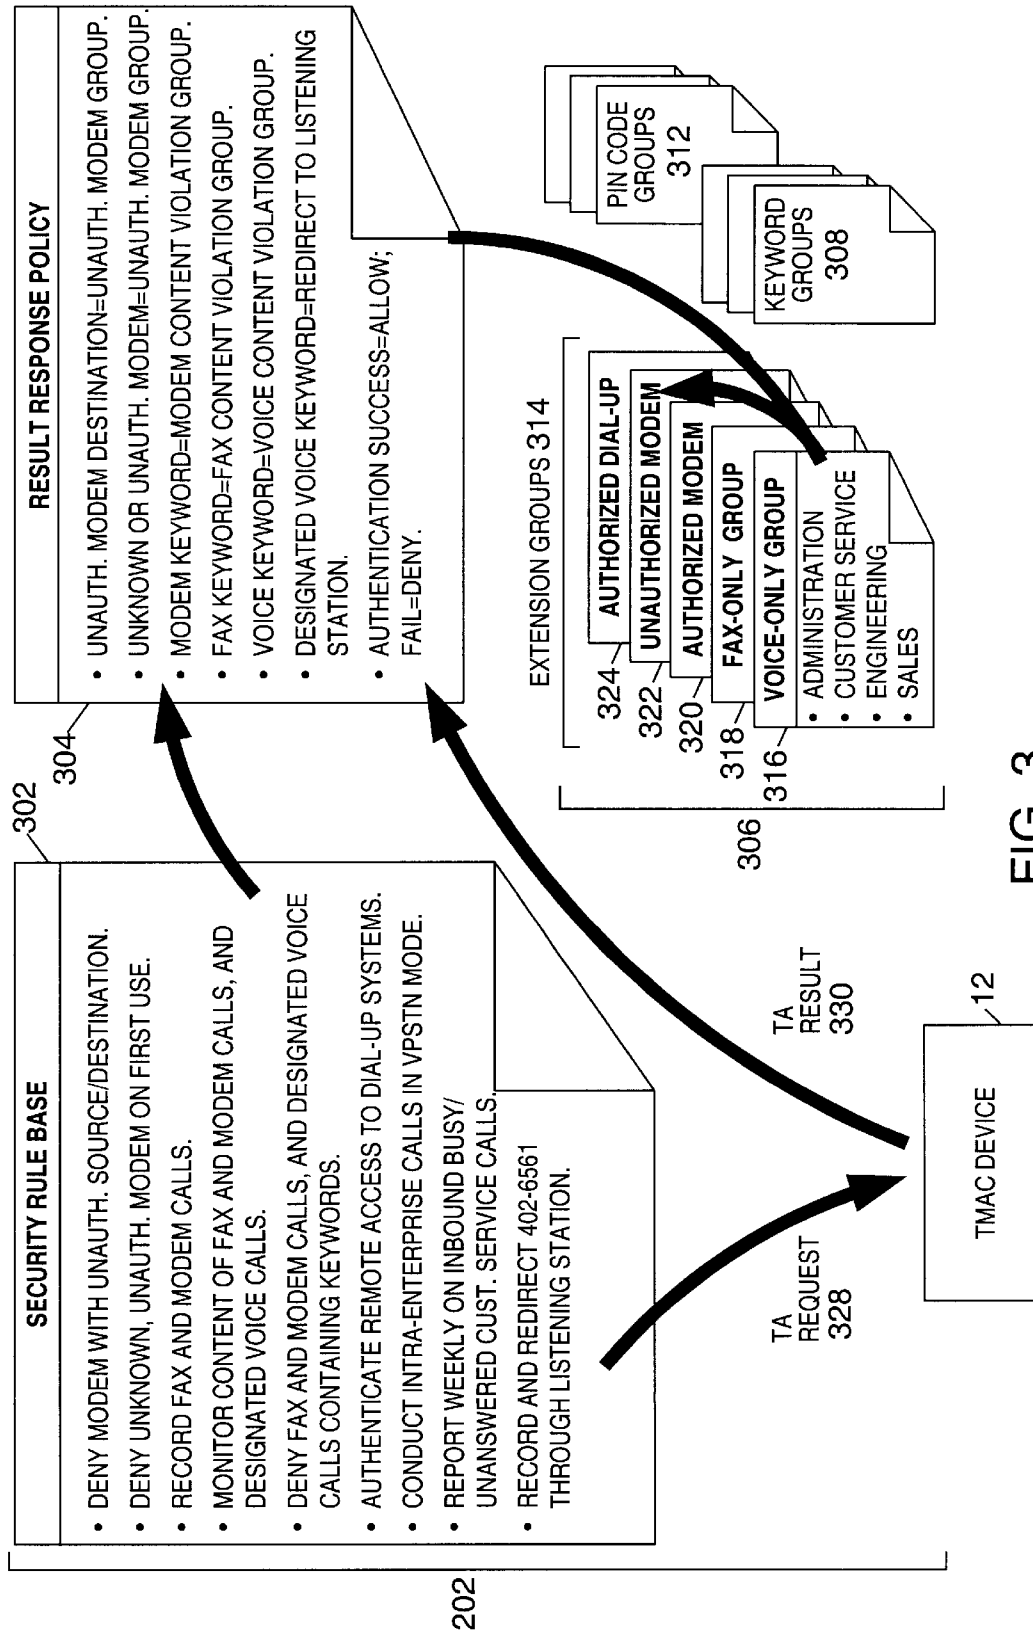 302
SECURITY RULE BASE
• DENY MODEM WITH UNAUTH. SOURCE/DESTINATION.
• DENY UNKNOWN, UNAUTH. MODEM ON FIRST USE.
• RECORD FAX AND MODEM CALLS.
• MONITOR CONTENT OF FAX AND MODEM CALLS, AND
DESIGNATED VOICE CALLS.
• DENY FAX AND MODEM CALLS, AND DESIGNATED VOICE
CALLS CONTAINING KEYWORDS.
• AUTHENTICATE REMOTE ACCESS TO DIAL-UP SYSTEMS.
• CONDUCT INTRA-ENTERPRISE CALLS IN VPSTN MODE.
• REPORT WEEKLY ON INBOUND BUSY/
UNANSWERED CUST. SERVICE CALLS.
• RECORD AND REDIRECT 402-6561
THROUGH LISTENING STATION.
202
304
RESULT RESPONSE POLICY
• UNAUTH. MODEM DESTINATION=UNAUTH. MODEM GROUP.
• UNKNOWN OR UNAUTH. MODEM=UNAUTH. MODEM GROUP.
• MODEM KEYWORD=MODEM CONTENT VIOLATION GROUP.
• FAX KEYWORD=FAX CONTENT VIOLATION GROUP.
• VOICE KEYWORD=VOICE CONTENT VIOLATION GROUP.
• DESIGNATED VOICE KEYWORD=REDIRECT TO LISTENING
STATION.
• AUTHENTICATION SUCCESS=ALLOW;
FAIL=DENY.
TA
REQUEST
328
TA
RESULT
330
TMAC DEVICE
12
306
EXTENSION GROUPS 314
324
AUTHORIZED DIAL-UP
322
UNAUTHORIZED MODEM
320
AUTHORIZED MODEM
318
FAX-ONLY GROUP
316
VOICE-ONLY GROUP
• ADMINISTRATION
• CUSTOMER SERVICE
• ENGINEERING
• SALES
PIN CODE
GROUPS
312
KEYWORD
GROUPS
308
FIG. 3